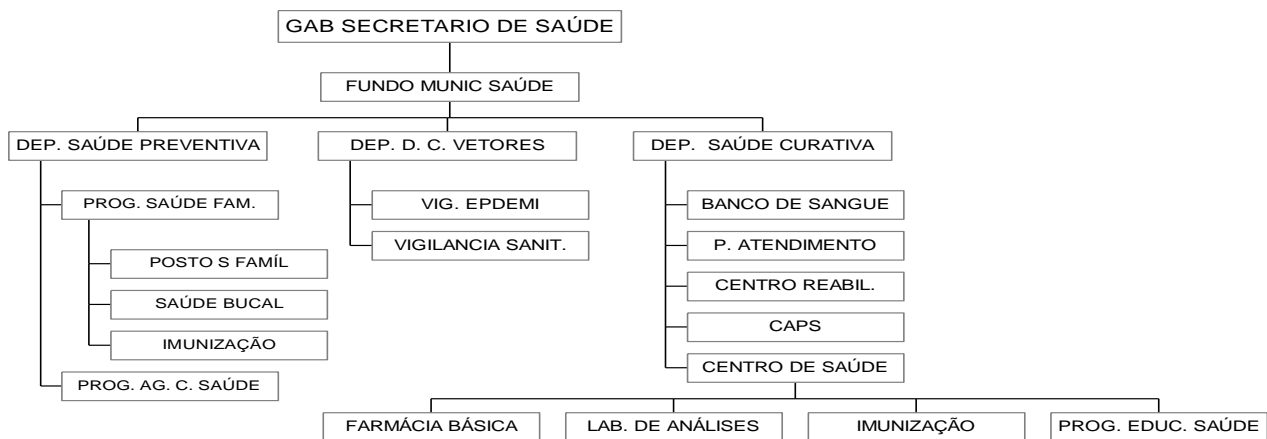 GAB SECRETARIO DE SAÚDE
FUNDO MUNIC SAÚDE
DEP. SAÚDE PREVENTIVA
DEP. D. C. VETORES
DEP. SAÚDE CURATIVA
PROG. SAÚDE FAM.
VIG. EPDEMI
BANCO DE SANGUE
VIGILANCIA SANIT.
P. ATENDIMENTO
POSTO S FAMÍL
CENTRO REABIL.
SAÚDE BUCAL
CAPS
IMUNIZAÇÃO
CENTRO DE SAÚDE
PROG. AG. C. SAÚDE
FARMÁCIA BÁSICA
LAB. DE ANÁLISES
IMUNIZAÇÃO
PROG. EDUC. SAÚDE